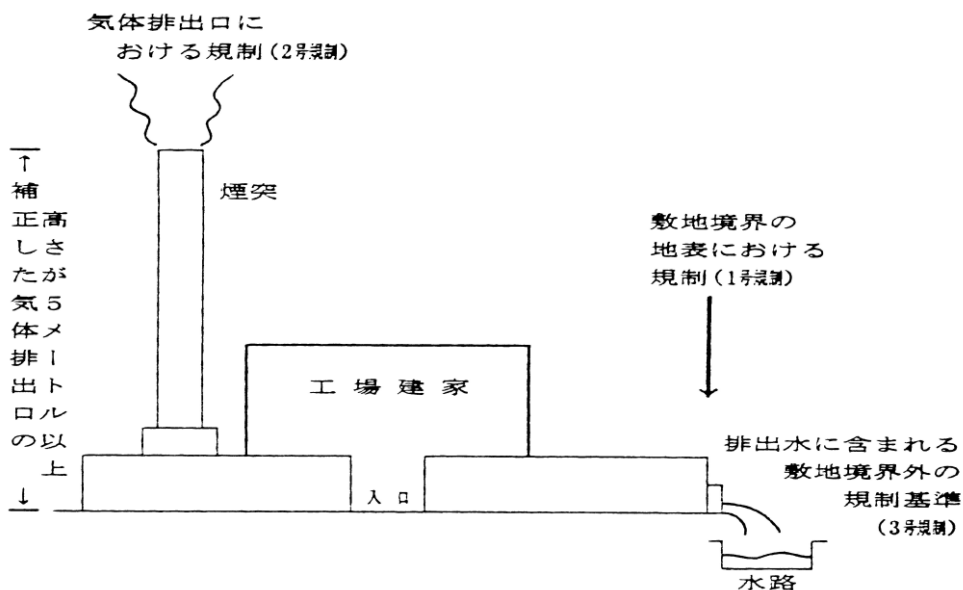 気体排出口に
おける規制(2号規制)
煙突
補正した気体排出口の
高さが5メートル以上
敷地境界の
地表における
規制(1号規制)
工場建家
入口
排出水に含まれる
敷地境界外の
規制基準
(3号規制)
水路